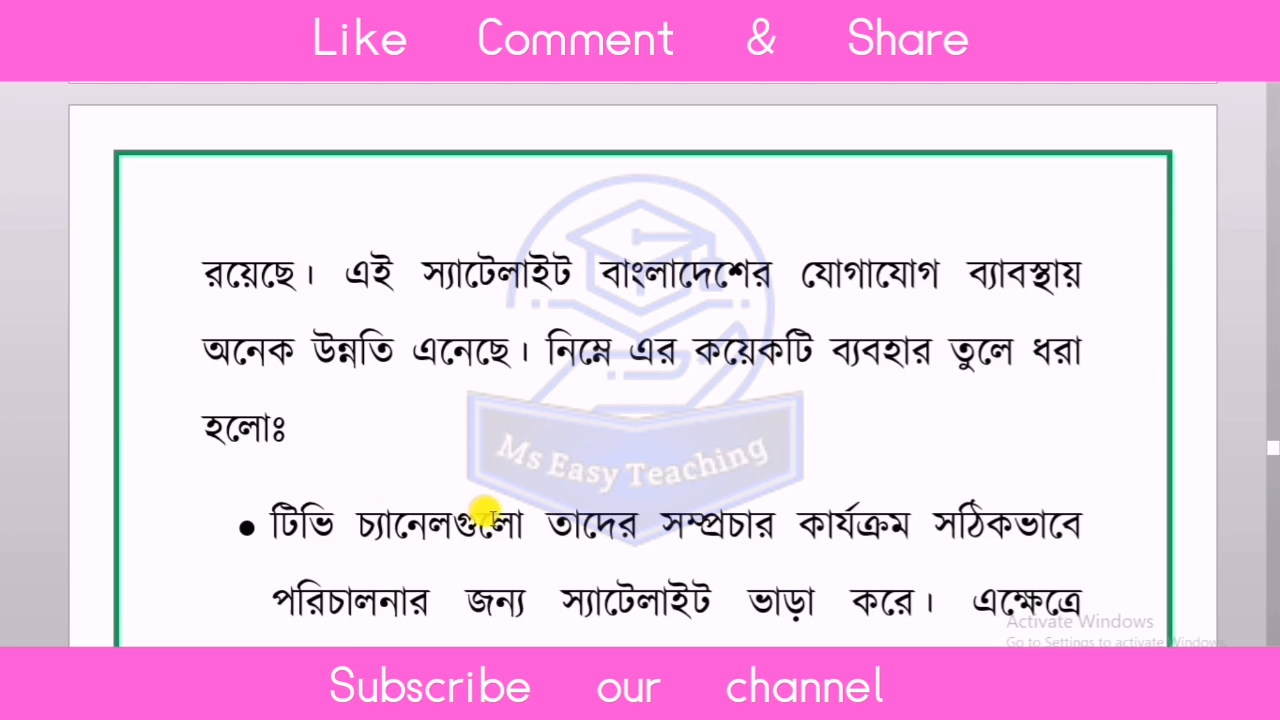 Like Comment & Share
রয়েছে। এই স্যাটেলাইট বাংলাদেশের যোগাযোগ ব্যাবস্থায়
অনেক উন্নতি এনেছে। নিম্নে এর কয়েকটি ব্যবহার তুলে ধরা
হলোঃ
Ms Easy Teaching
• টিভি চ্যানেলগুলো তাদের সম্প্রচার কার্যক্রম সঠিকভাবে
পরিচালনার জন্য স্যাটেলাইট ভাড়া করে। এক্ষেত্রে
Activate Windows
Go to Settings to activate Windows.
Subscribe our channel